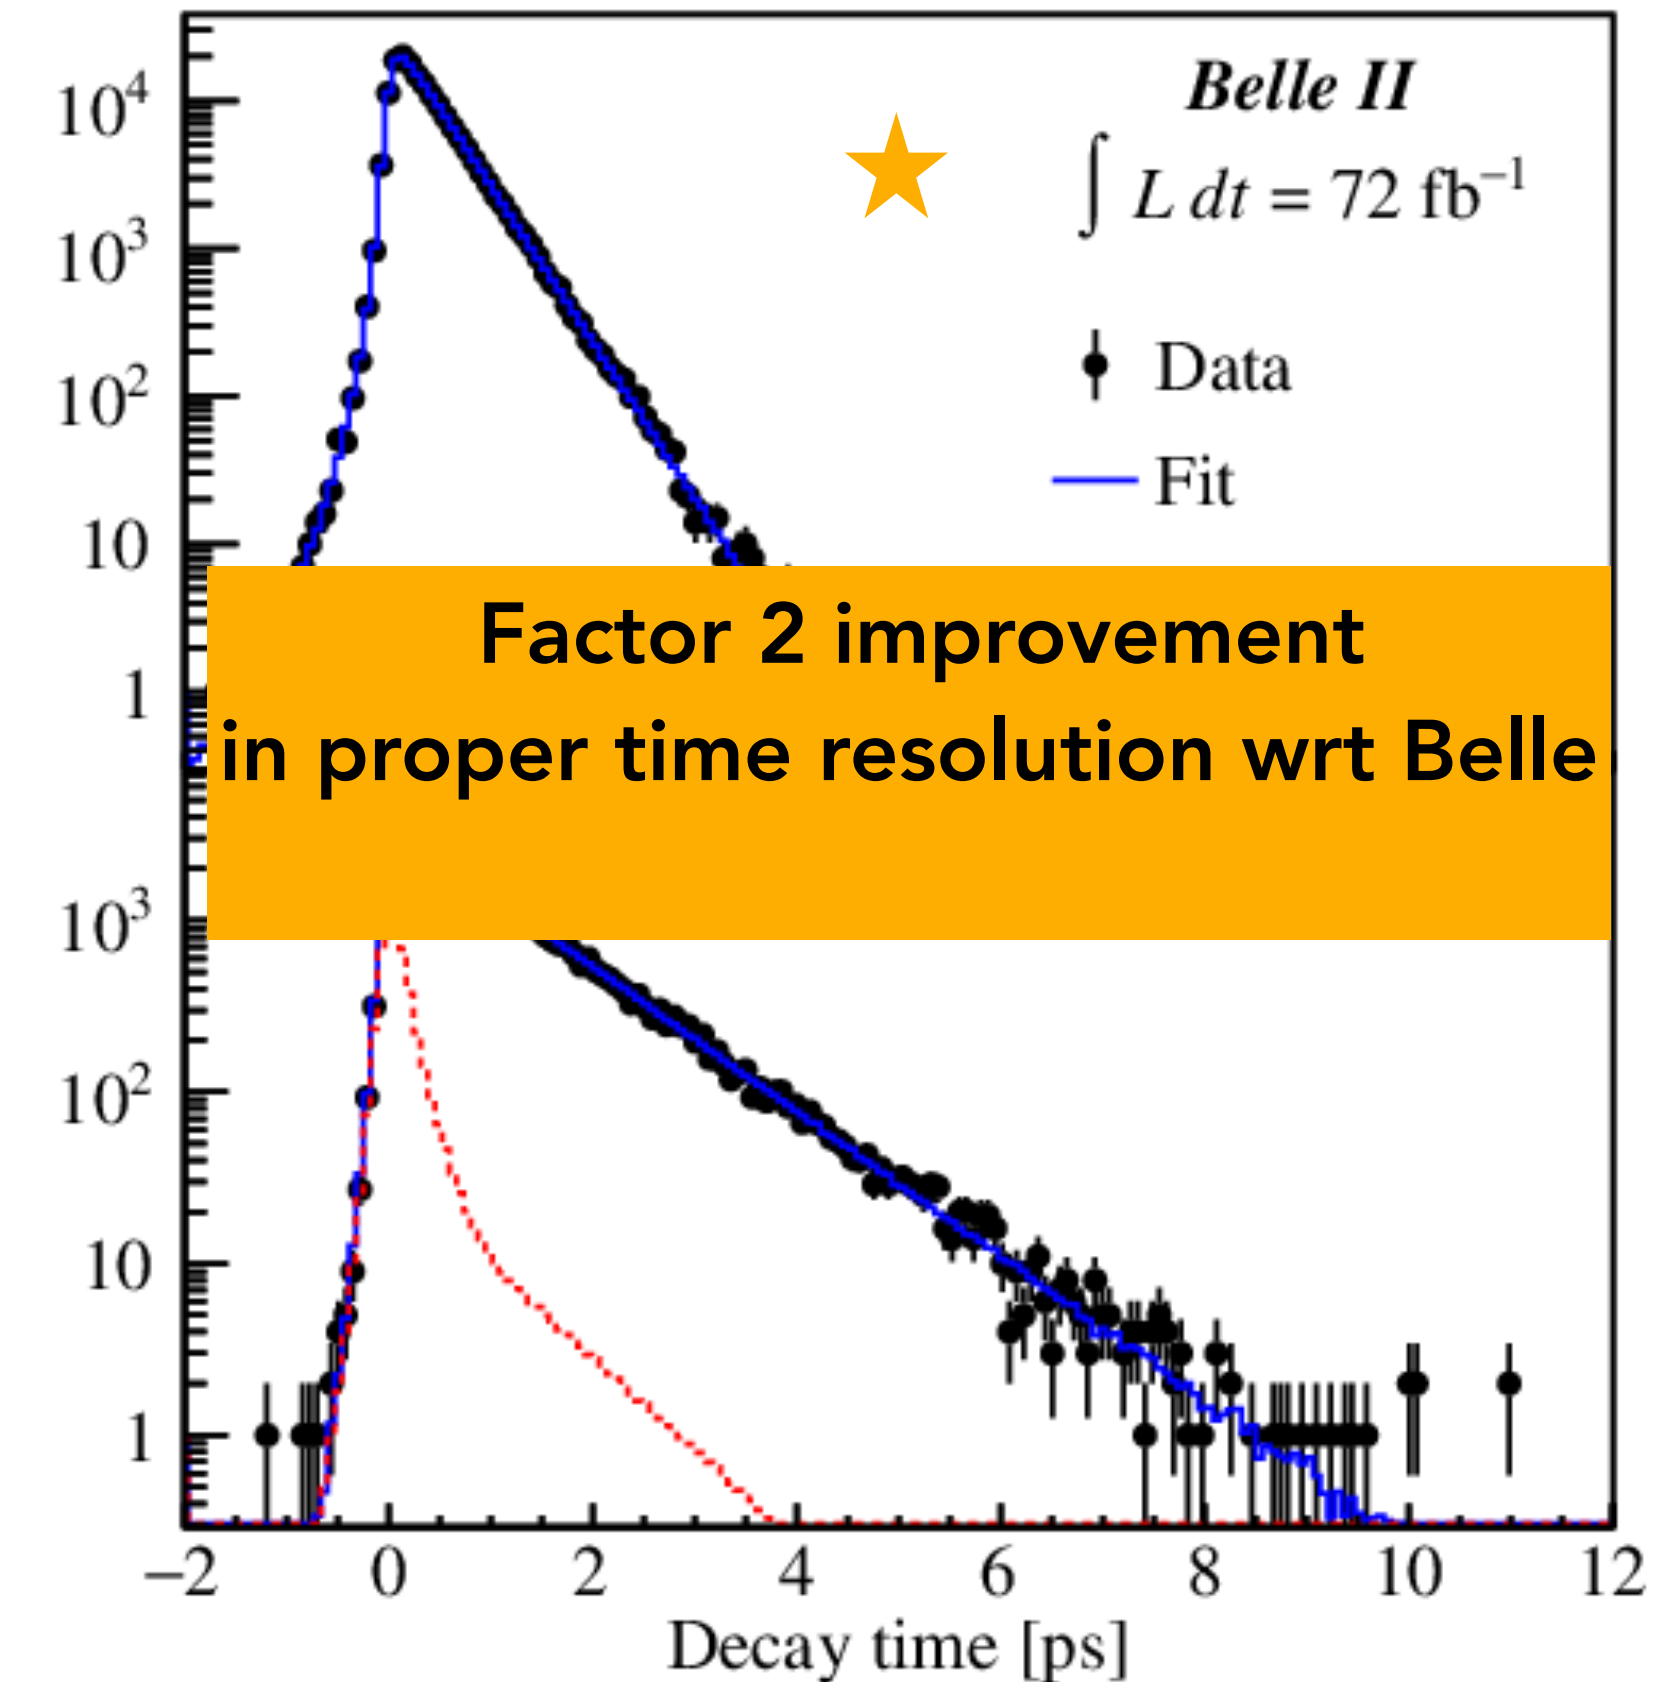 Belle II
∫ L dt = 72 fb⁻¹
Data
Fit
10⁴
10³
10²
10
1
Factor 2 improvement
in proper time resolution wrt Belle
10³
10²
10
1
−2 0 2 4 6 8 10 12
Decay time [ps]